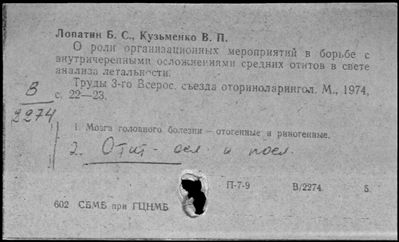 Лопатин Б. С., Кузьменко В. П.
О роли организационных мероприятий в борьбе с
внутричерепными осложнениями средних отитов в свете
анализа летальности.
Труды 3-го Всерос. съезда оториноларингол. М., 1974,
с. 22—23.
В
2274
1. Мозга головного болезни — отогенные и риногенные.
2. Отит - осл. и посл.
П-7-9 В/2274 5.
602 СБМБ при ГЦНМБ